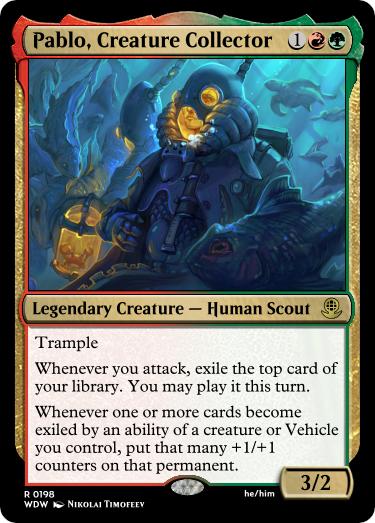 Pablo, Creature Collector 1
Legendary Creature — Human Scout
Trample
Whenever you attack, exile the top card of
your library. You may play it this turn.
Whenever one or more cards become
exiled by an ability of a creature or Vehicle
you control, put that many +1/+1
counters on that permanent.
3/2
R 0198
WDW Nikolai Timofeev
he/him